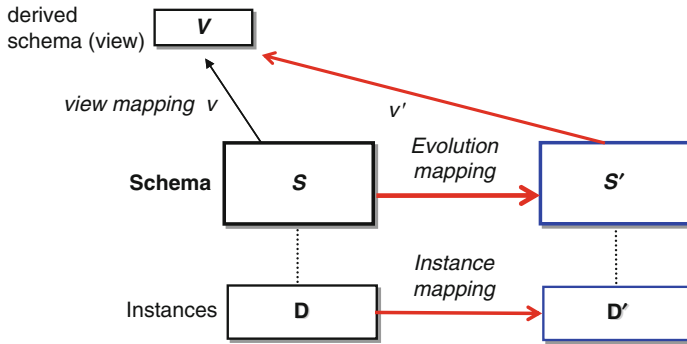 derived
schema (view)
V
view mapping v
v'
Evolution
mapping
Schema
S
S'
Instance
mapping
Instances
D
D'